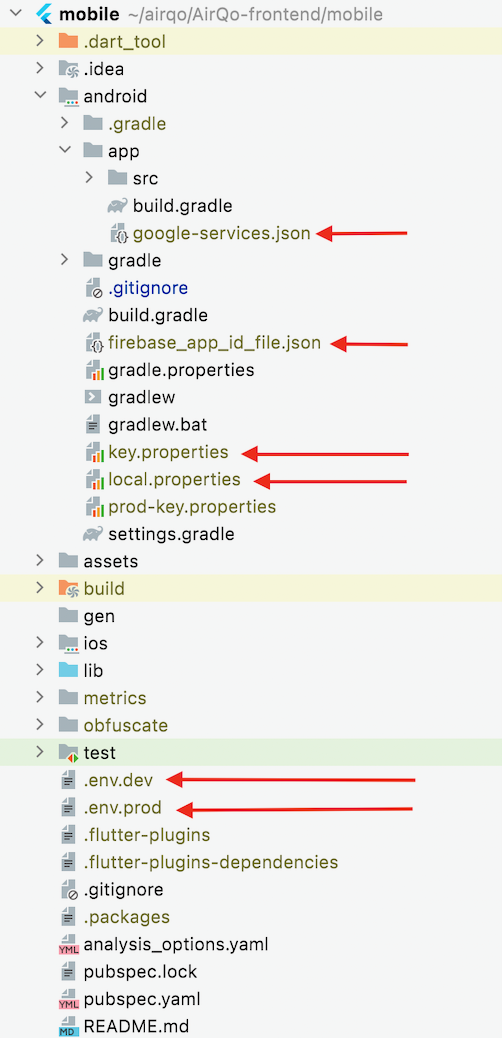 mobile ~/airqo/AirQo-frontend/mobile
.dart_tool
.idea
android
.gradle
app
src
build.gradle
google-services.json
gradle
.gitignore
build.gradle
firebase_app_id_file.json
gradle.properties
gradlew
gradlew.bat
key.properties
local.properties
prod-key.properties
settings.gradle
assets
build
gen
ios
lib
metrics
obfuscate
test
.env.dev
.env.prod
.flutter-plugins
.flutter-plugins-dependencies
.gitignore
.packages
YML analysis_options.yaml
pubspec.lock
YML pubspec.yaml
MD README.md